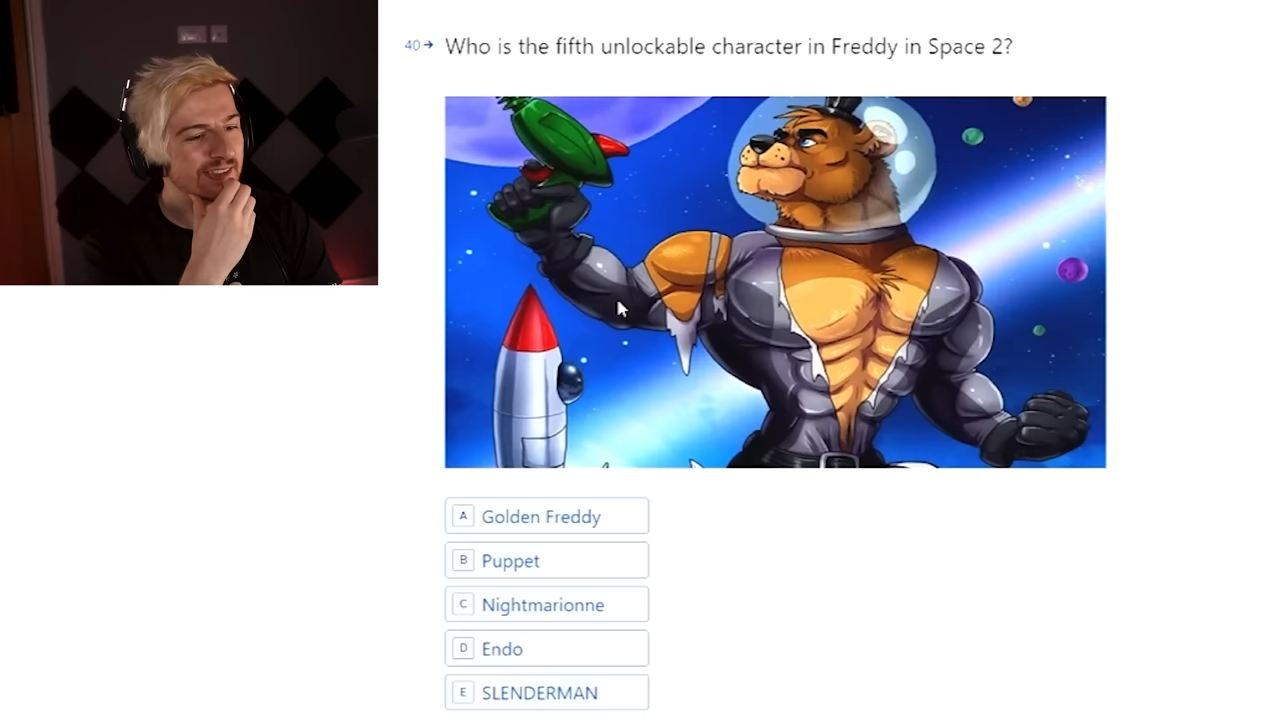 40→ Who is the fifth unlockable character in Freddy in Space 2?
A Golden Freddy
B Puppet
C Nightmarionne
D Endo
E SLENDERMAN